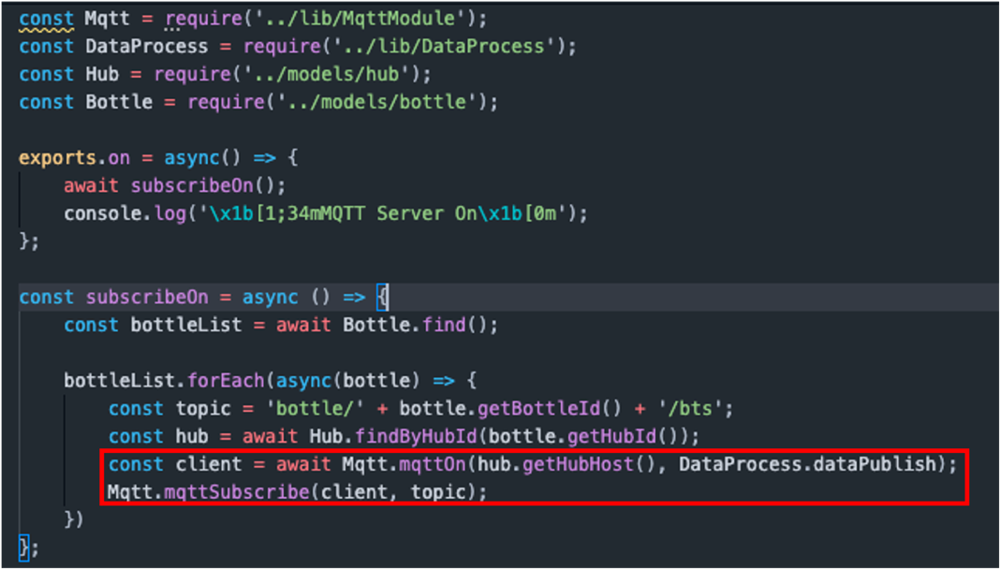 const Mqtt = require('../lib/MqttModule');
const DataProcess = require('../lib/DataProcess');
const Hub = require('../models/hub');
const Bottle = require('../models/bottle');
exports.on = async() => {
    await subscribeOn();
    console.log('\x1b[1;34mMQTT Server On\x1b[0m');
};
const subscribeOn = async () => {
    const bottleList = await Bottle.find();
    bottleList.forEach(async(bottle) => {
        const topic = 'bottle/' + bottle.getBottleId() + '/bts';
        const hub = await Hub.findByHubId(bottle.getHubId());
        const client = await Mqtt.mqttOn(hub.getHubHost(), DataProcess.dataPublish);
        Mqtt.mqttSubscribe(client, topic);
    })
};